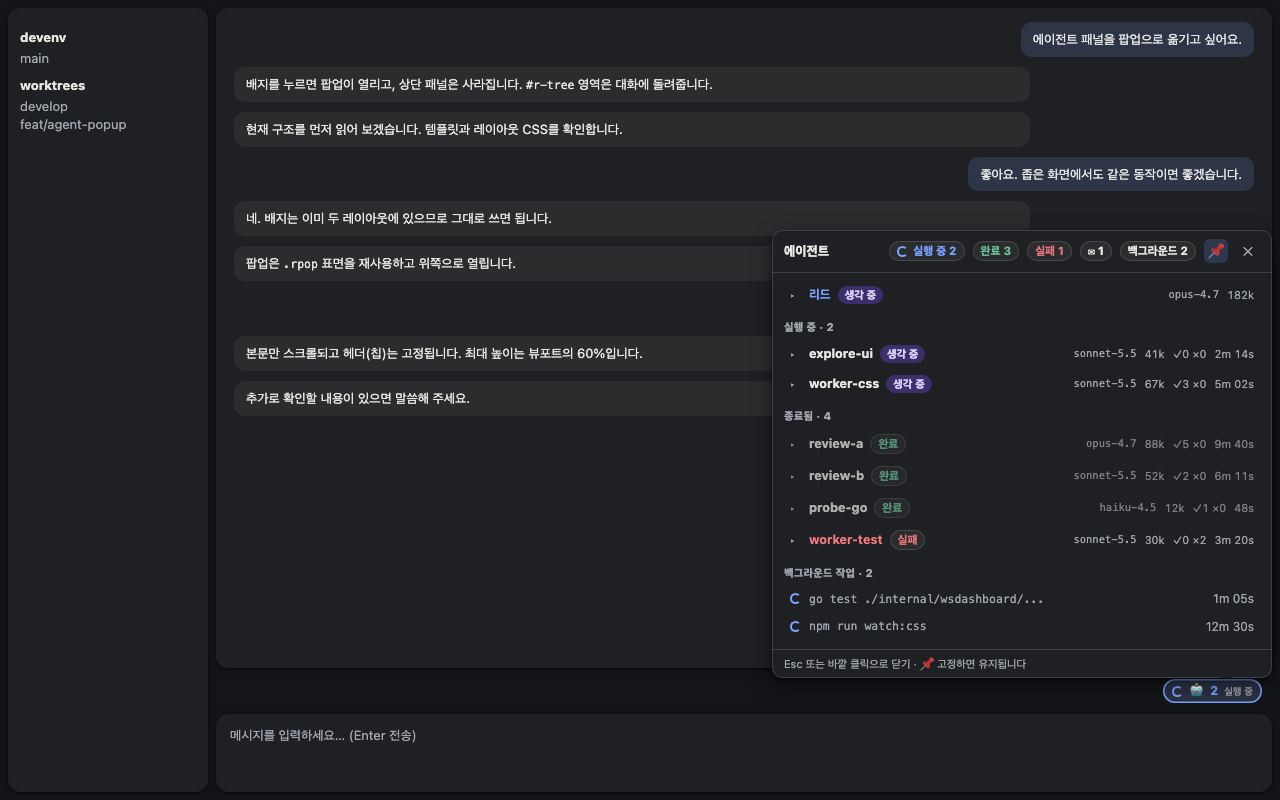 devenv
main
worktrees
develop
feat/agent-popup
에이전트 패널을 팝업으로 옮기고 싶어요.
배지를 누르면 팝업이 열리고, 상단 패널은 사라집니다. #r-tree 영역은 대화에 돌려줍니다.
현재 구조를 먼저 읽어 보겠습니다. 템플릿과 레이아웃 CSS를 확인합니다.
좋아요. 좁은 화면에서도 같은 동작이면 좋겠습니다.
네. 배지는 이미 두 레이아웃에 있으므로 그대로 쓰면 됩니다.
팝업은 .rpop 표면을 재사용하고 위쪽으로 열립니다.
본문만 스크롤되고 헤더(칩)는 고정됩니다. 최대 높이는 뷰포트의 60%입니다.
추가로 확인할 내용이 있으면 말씀해 주세요.
에이전트 실행 중 2 완료 3 실패 1 ✉ 1 백그라운드 2 📌 ✕
▸ 리드 생각 중 opus-4.7 182k
실행 중 · 2
▸ explore-ui 생각 중 sonnet-5.5 41k ✓0 ×0 2m 14s
▸ worker-css 생각 중 sonnet-5.5 67k ✓3 ×0 5m 02s
종료됨 · 4
▸ review-a 완료 opus-4.7 88k ✓5 ×0 9m 40s
▸ review-b 완료 sonnet-5.5 52k ✓2 ×0 6m 11s
▸ probe-go 완료 haiku-4.5 12k ✓1 ×0 48s
▸ worker-test 실패 sonnet-5.5 30k ✓0 ×2 3m 20s
백그라운드 작업 · 2
go test ./internal/wsdashboard/... 1m 05s
npm run watch:css 12m 30s
Esc 또는 바깥 클릭으로 닫기 · 📌 고정하면 유지됩니다
2 실행 중
메시지를 입력하세요... (Enter 전송)